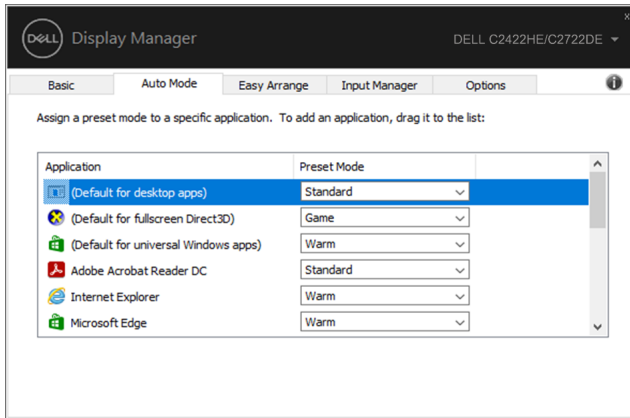 DELL Display Manager DELL C2422HE/C2722DE
Basic Auto Mode Easy Arrange Input Manager Options
Assign a preset mode to a specific application. To add an application, drag it to the list:
Application Preset Mode
(Default for desktop apps) Standard
(Default for fullscreen Direct3D) Game
(Default for universal Windows apps) Warm
Adobe Acrobat Reader DC Standard
Internet Explorer Warm
Microsoft Edge Warm